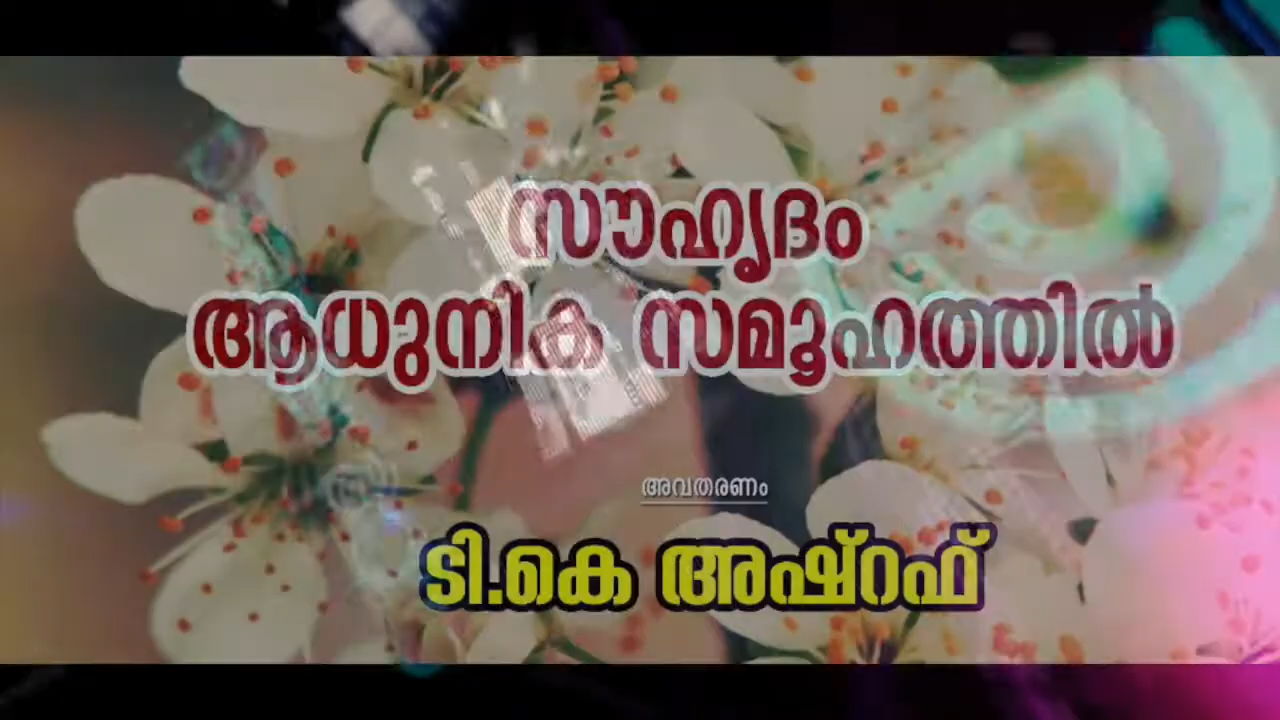 സൗഹൃദം
ആധുനിക സമൂഹത്തിൽ
അവതരണം
ടി.കെ അഷ്റഫ്